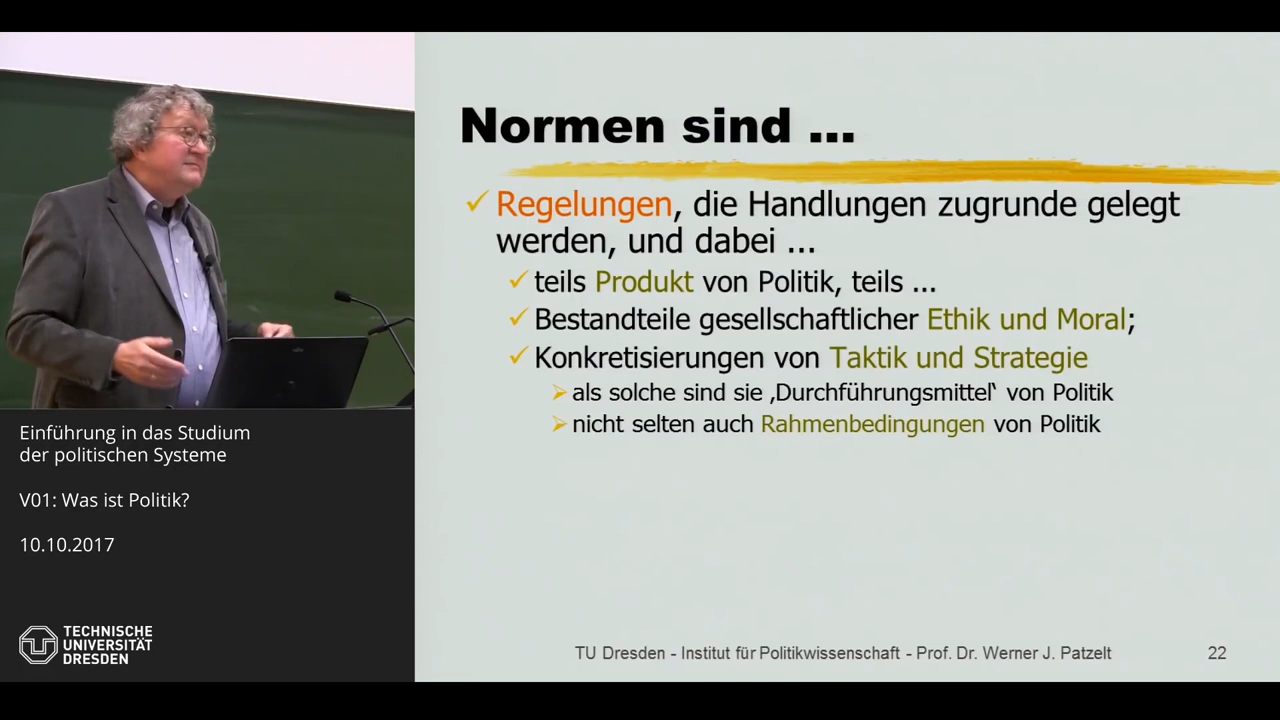 Normen sind ...
Regelungen, die Handlungen zugrunde gelegt
werden, und dabei ...
teils Produkt von Politik, teils ...
Bestandteile gesellschaftlicher Ethik und Moral;
Konkretisierungen von Taktik und Strategie
als solche sind sie ‚Durchführungsmittel‘ von Politik
nicht selten auch Rahmenbedingungen von Politik
Einführung in das Studium
der politischen Systeme
V01: Was ist Politik?
10.10.2017
TECHNISCHE
UNIVERSITÄT
DRESDEN
TU Dresden - Institut für Politikwissenschaft - Prof. Dr. Werner J. Patzelt
22